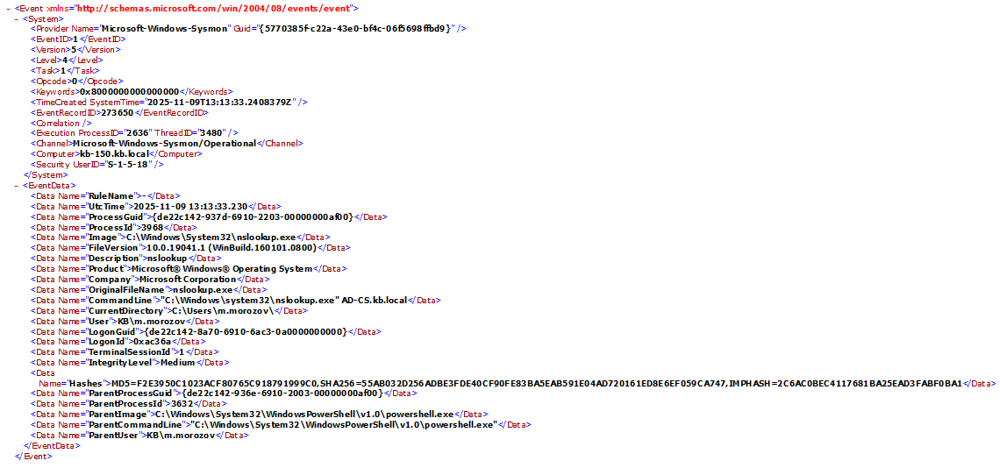 - <Event xmlns="http://schemas.microsoft.com/win/2004/08/events/event">
- <System>
<Provider Name="Microsoft-Windows-Sysmon" Guid="{5770385f-c22a-43e0-bf4c-06f5698ffbd9}" />
<EventID>1</EventID>
<Version>5</Version>
<Level>4</Level>
<Task>1</Task>
<Opcode>0</Opcode>
<Keywords>0x8000000000000000</Keywords>
<TimeCreated SystemTime="2025-11-09T13:13:33.2408379Z" />
<EventRecordID>273650</EventRecordID>
<Correlation />
<Execution ProcessID="2636" ThreadID="3480" />
<Channel>Microsoft-Windows-Sysmon/Operational</Channel>
<Computer>kb-150.kb.local</Computer>
<Security UserID="S-1-5-18" />
</System>
- <EventData>
<Data Name="RuleName">-</Data>
<Data Name="UtcTime">2025-11-09 13:13:33.230</Data>
<Data Name="ProcessGuid">{de22c142-937d-6910-2203-00000000af00}</Data>
<Data Name="ProcessId">3968</Data>
<Data Name="Image">C:\Windows\System32\nslookup.exe</Data>
<Data Name="FileVersion">10.0.19041.1 (WinBuild.160101.0800)</Data>
<Data Name="Description">nslookup</Data>
<Data Name="Product">Microsoft® Windows® Operating System</Data>
<Data Name="Company">Microsoft Corporation</Data>
<Data Name="OriginalFileName">nslookup.exe</Data>
<Data Name="CommandLine">"C:\Windows\system32\nslookup.exe" AD-CS.kb.local</Data>
<Data Name="CurrentDirectory">C:\Users\m.morozov\</Data>
<Data Name="User">KB\m.morozov</Data>
<Data Name="LogonGuid">{de22c142-8a70-6910-6ac3-0a0000000000}</Data>
<Data Name="LogonId">0xac36a</Data>
<Data Name="TerminalSessionId">1</Data>
<Data Name="IntegrityLevel">Medium</Data>
<Data
Name="Hashes">MD5=F2E3950C1023ACF80765C918791999C0,SHA256=55AB032D256ADBE3FDE40CF90FE83BA5EAB591E04AD720161ED8E6EF059CA747,IMPHASH=2C6AC0BEC4117681BA25EAD3FABF0BA1</Data>
<Data Name="ParentProcessGuid">{de22c142-936e-6910-2003-00000000af00}</Data>
<Data Name="ParentProcessId">3632</Data>
<Data Name="ParentImage">C:\Windows\System32\WindowsPowerShell\v1.0\powershell.exe</Data>
<Data Name="ParentCommandLine">"C:\Windows\System32\WindowsPowerShell\v1.0\powershell.exe"</Data>
<Data Name="ParentUser">KB\m.morozov</Data>
</EventData>
</Event>